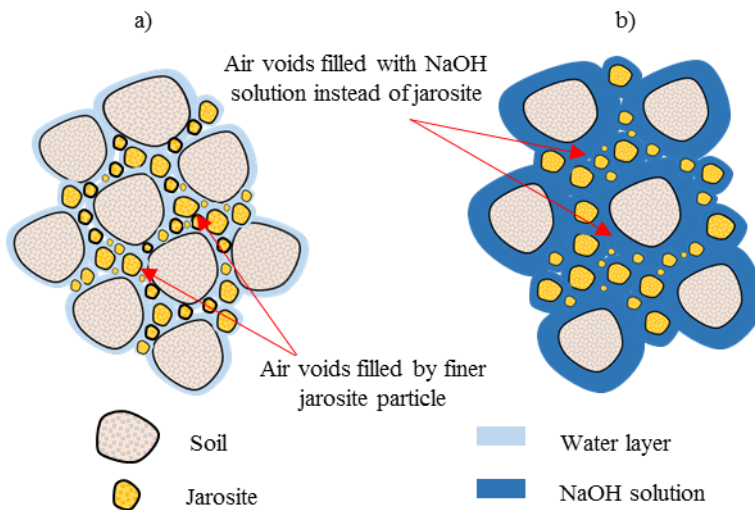 a)
b)
Air voids filled with NaOH
solution instead of jarosite
Air voids filled by finer
jarosite particle
Soil
Water layer
Jarosite
NaOH solution